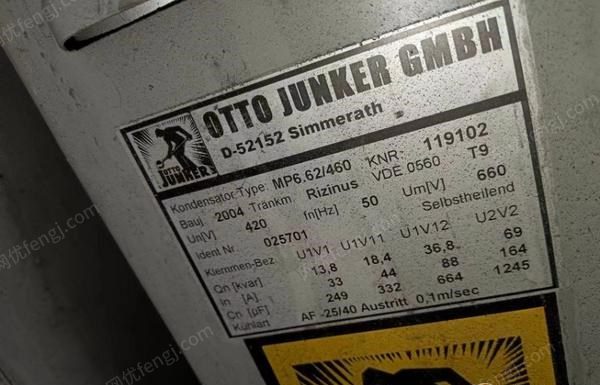 OTTO JUNKER GMBH
D-52152 Simmerath
OTTO
JUNKER
Kondensator-Type: MP6.62/460 KNR: 119102
Bauj. 2004 Tränkm Rizinus VDE 0560 T9
Un[V] 420 fn[Hz] 50 Um[V] 660
Ident Nr. 025701 Selbstheilend
Klemmen-Bez. U1V1 U1V11 U1V12 U2V2
Qn [kvar] 13,8 18,4 36,8 69
In [A] 33 44 88 164
Cn [µF] 249 332 664 1245
Kühlart AF -25/40 Austritt 0,1m/sec